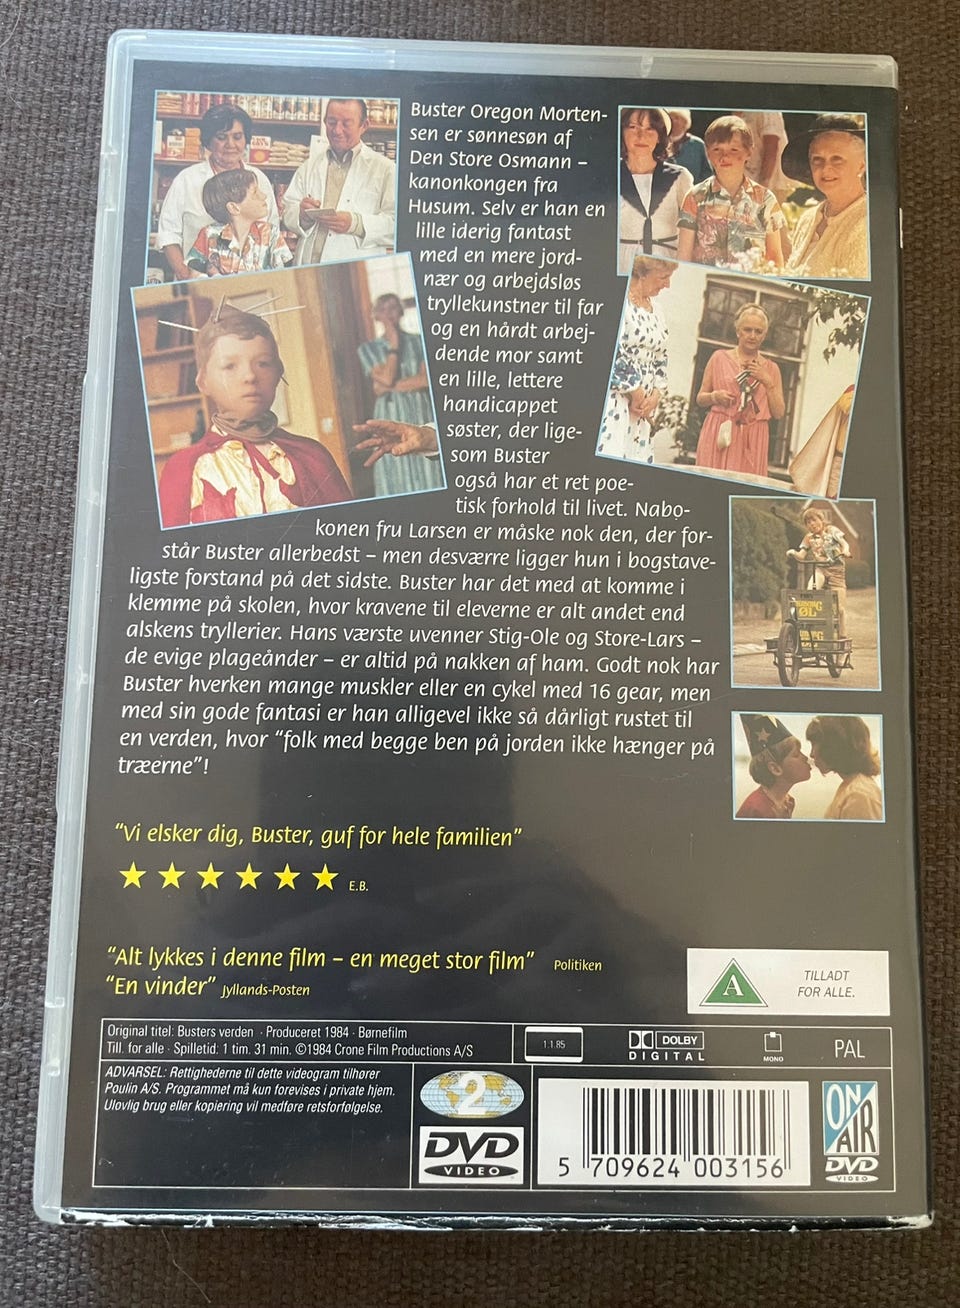 Buster Oregon Morten-
sen er sønnesøn af
Den Store Osmann –
kanonkongen fra
Husum. Selv er han en
lille iderig fantast
med en mere jord-
nær og arbejdsløs
tryllekunstner til far
og en hårdt arbej-
dende mor samt
en lille, lettere
handicappet
søster, der lige-
som Buster
også har et ret poe-
tisk forhold til livet. Nabo-
konen fru Larsen er måske nok den, der for-
står Buster allerbedst – men desværre ligger hun i bogstave-
ligste forstand på det sidste. Buster har det med at komme i
klemme på skolen, hvor kravene til eleverne er alt andet end
alskens tryllerier. Hans værste uvenner Stig-Ole og Store-Lars –
de evige plageånder – er altid på nakken af ham. Godt nok har
Buster hverken mange muskler eller en cykel med 16 gear, men
med sin gode fantasi er han alligevel ikke så dårligt rustet til
en verden, hvor “folk med begge ben på jorden ikke hænger på
træerne”!
ØL
“Vi elsker dig, Buster, guf for hele familien”
E.B.
“Alt lykkes i denne film – en meget stor film” Politiken
“En vinder” Jyllands-Posten
A
TILLADT
FOR ALLE.
Original titel: Busters verden · Produceret 1984 · Børnefilm
Till. for alle · Spilletid: 1 tim. 31 min. ©1984 Crone Film Productions A/S
1.1.85
DOLBY
DIGITAL
MONO
PAL
ADVARSEL: Rettighederne til dette videogram tilhører
Poulin A/S. Programmet må kun forevises i private hjem.
Ulovlig brug eller kopiering vil medføre retsforfølgelse.
2
DVD
VIDEO
5 709624 003156
ON
AIR
DVD
VIDEO